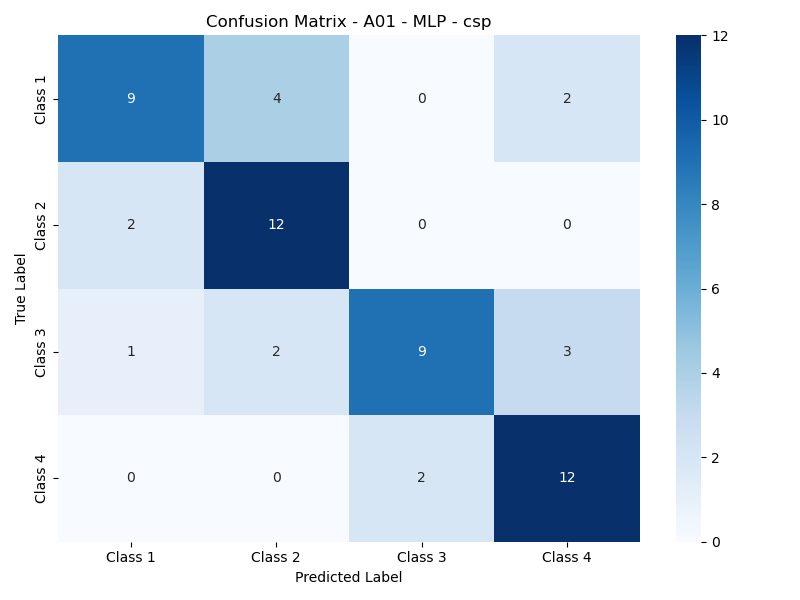 Confusion Matrix - A01 - MLP - csp
True Label
Class 1
9 4 0 2
Class 2
2 12 0 0
Class 3
1 2 9 3
Class 4
0 0 2 12
Class 1 Class 2 Class 3 Class 4
Predicted Label
12
10
8
6
4
2
0